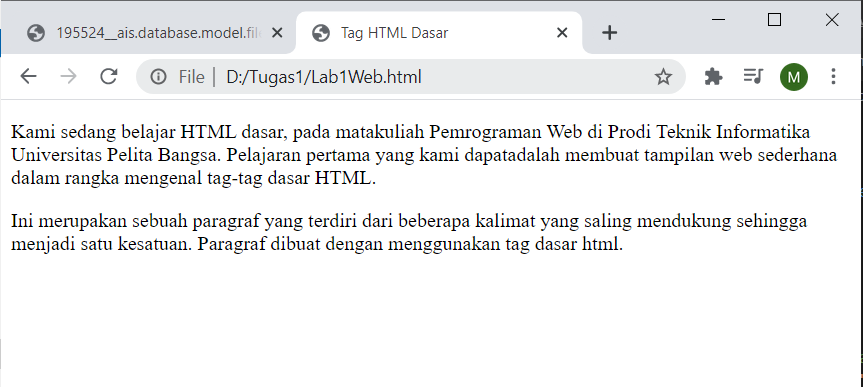 195524__ais.database.model.file
Tag HTML Dasar
File | D:/Tugas1/Lab1Web.html
M
Kami sedang belajar HTML dasar, pada matakuliah Pemrograman Web di Prodi Teknik Informatika
Universitas Pelita Bangsa. Pelajaran pertama yang kami dapatadalah membuat tampilan web sederhana
dalam rangka mengenal tag-tag dasar HTML.
Ini merupakan sebuah paragraf yang terdiri dari beberapa kalimat yang saling mendukung sehingga
menjadi satu kesatuan. Paragraf dibuat dengan menggunakan tag dasar html.